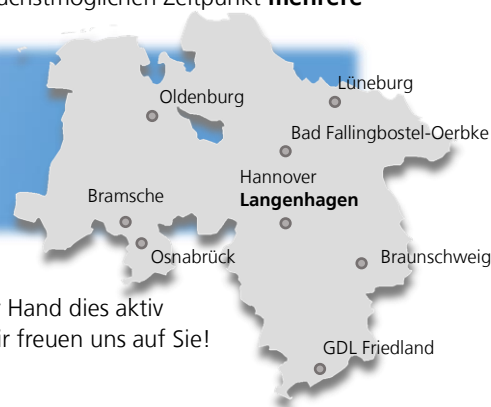 chstmöglichen Zeitpunkt mehrere
Oldenburg
Lüneburg
Bad Fallingbostel-Oerbke
Hannover
Langenhagen
Bramsche
Osnabrück
Braunschweig
Hand dies aktiv
ir freuen uns auf Sie!
GDL Friedland